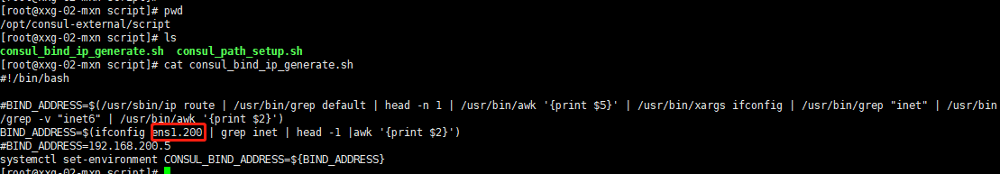 [root@xxg-02-mxn script]# pwd
/opt/consul-external/script
[root@xxg-02-mxn script]# ls
consul_bind_ip_generate.sh consul_path_setup.sh
[root@xxg-02-mxn script]# cat consul_bind_ip_generate.sh
#!/bin/bash
#BIND_ADDRESS=$(/usr/sbin/ip route | /usr/bin/grep default | head -n 1 | /usr/bin/awk '{print $5}' | /usr/bin/xargs ifconfig | /usr/bin/grep "inet" | /usr/bin
/grep -v "inet6" | /usr/bin/awk '{print $2}')
BIND_ADDRESS=$(ifconfig ens1.200 | grep inet | head -1 |awk '{print $2}')
#BIND_ADDRESS=192.168.200.5
systemctl set-environment CONSUL_BIND_ADDRESS=${BIND_ADDRESS}
[root@xxg-02-mxn script]#